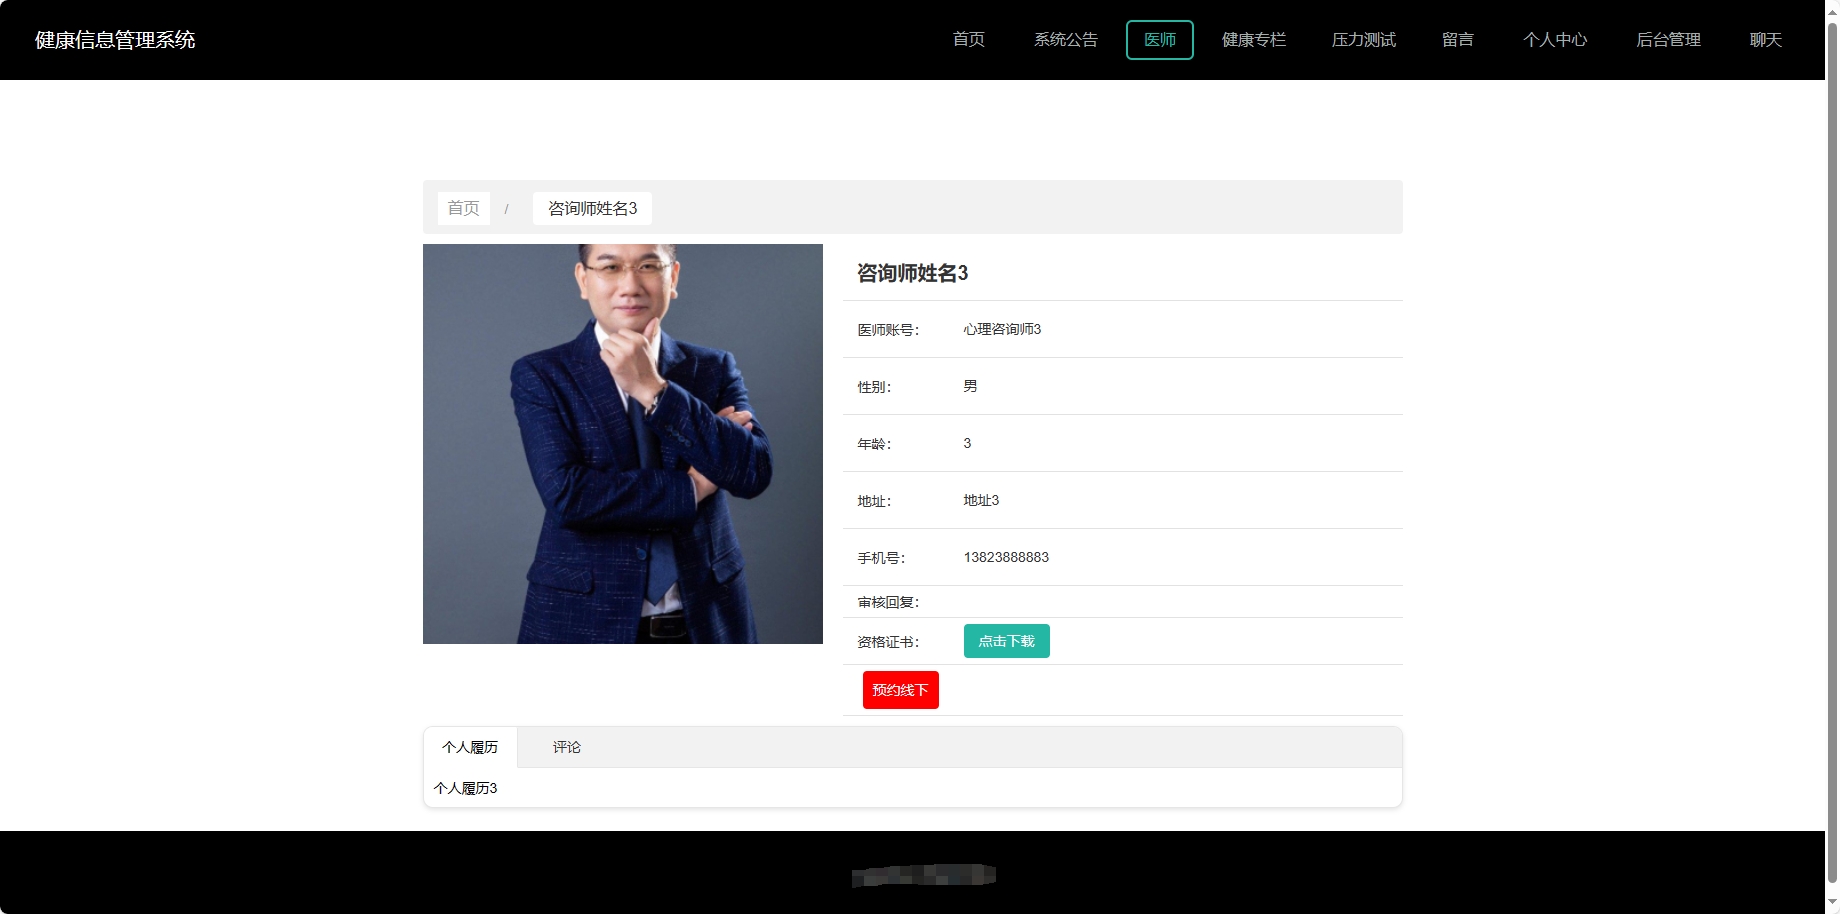 健康信息管理系统
首页 系统公告 医师 健康专栏 压力测试 留言 个人中心 后台管理 聊天
首页 / 咨询师姓名3
咨询师姓名3
医师账号： 心理咨询师3
性别： 男
年龄： 3
地址： 地址3
手机号： 13823888883
审核回复：
资格证书： 点击下载
预约线下
个人履历 评论
个人履历3